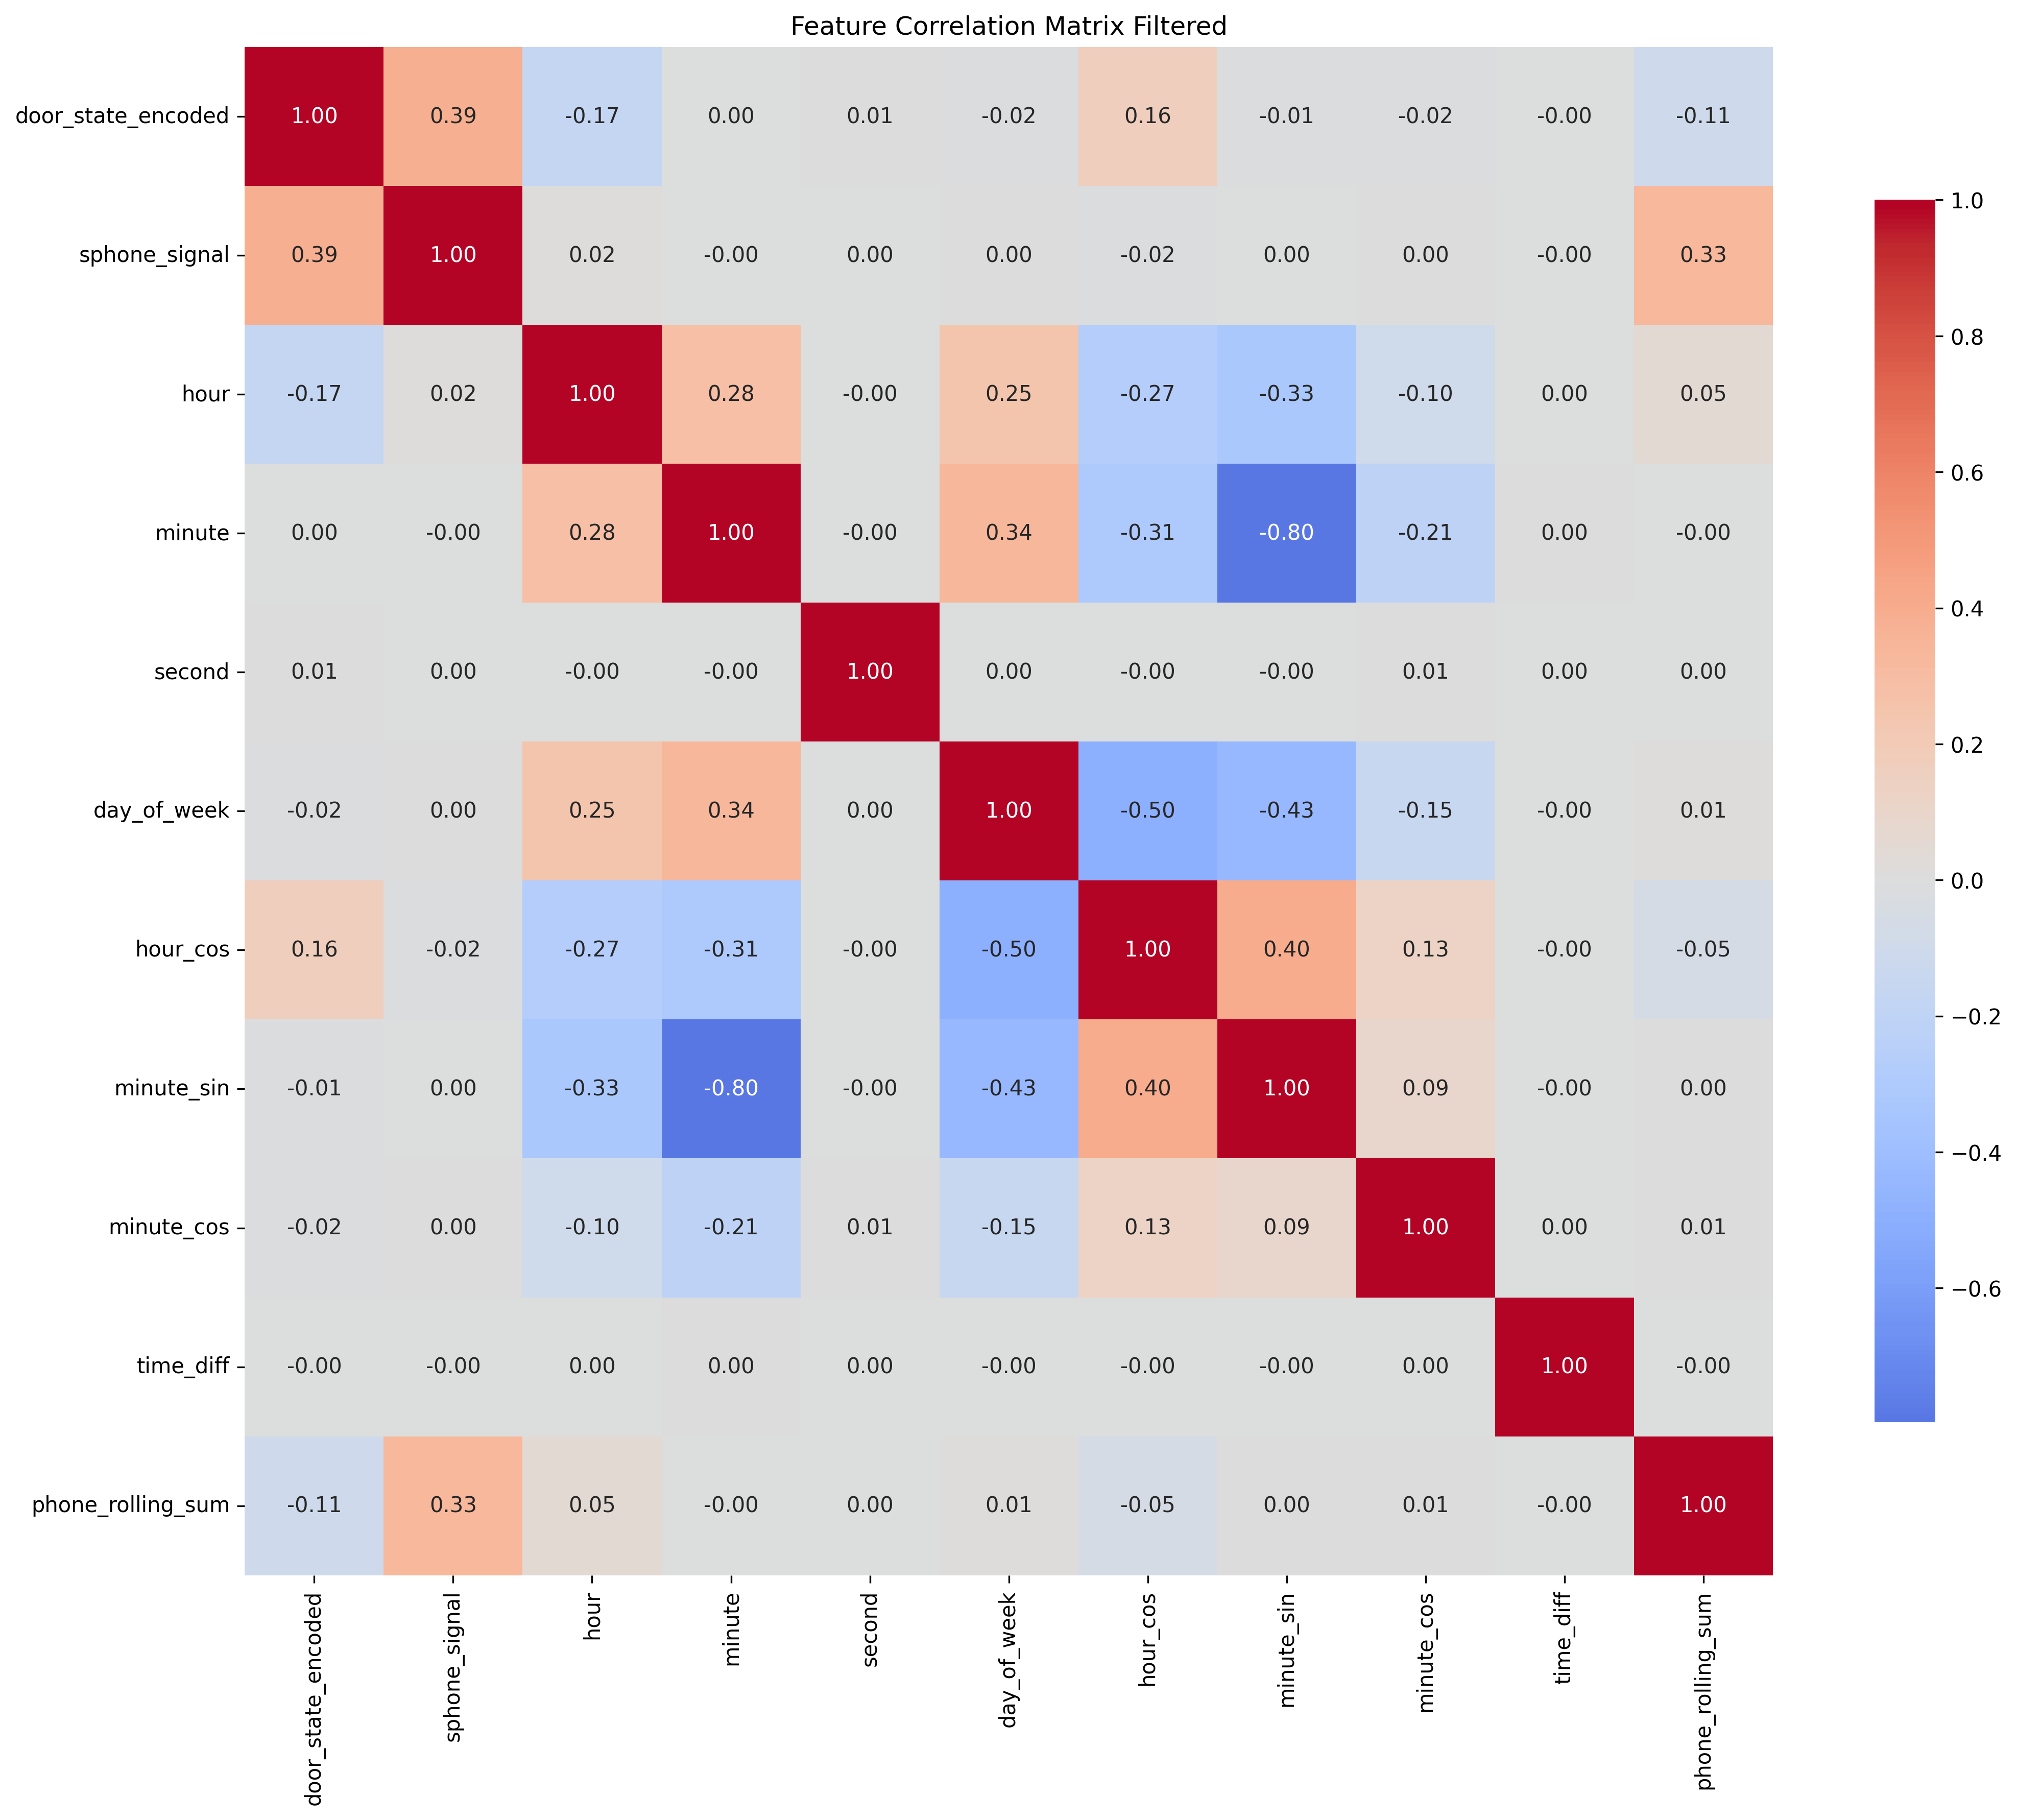 Feature Correlation Matrix Filtered
door_state_encoded 1.00 0.39 -0.17 0.00 0.01 -0.02 0.16 -0.01 -0.02 -0.00 -0.11
sphone_signal 0.39 1.00 0.02 -0.00 0.00 0.00 -0.02 0.00 0.00 -0.00 0.33
hour -0.17 0.02 1.00 0.28 -0.00 0.25 -0.27 -0.33 -0.10 0.00 0.05
minute 0.00 -0.00 0.28 1.00 -0.00 0.34 -0.31 -0.80 -0.21 0.00 -0.00
second 0.01 0.00 -0.00 -0.00 1.00 0.00 -0.00 -0.00 0.01 0.00 0.00
day_of_week -0.02 0.00 0.25 0.34 0.00 1.00 -0.50 -0.43 -0.15 -0.00 0.01
hour_cos 0.16 -0.02 -0.27 -0.31 -0.00 -0.50 1.00 0.40 0.13 -0.00 -0.05
minute_sin -0.01 0.00 -0.33 -0.80 -0.00 -0.43 0.40 1.00 0.09 -0.00 0.00
minute_cos -0.02 0.00 -0.10 -0.21 0.01 -0.15 0.13 0.09 1.00 0.00 0.01
time_diff -0.00 -0.00 0.00 0.00 0.00 -0.00 -0.00 -0.00 0.00 1.00 -0.00
phone_rolling_sum -0.11 0.33 0.05 -0.00 0.00 0.01 -0.05 0.00 0.01 -0.00 1.00
door_state_encoded
sphone_signal
hour
minute
second
day_of_week
hour_cos
minute_sin
minute_cos
time_diff
phone_rolling_sum
1.0
0.8
0.6
0.4
0.2
0.0
−0.2
−0.4
−0.6